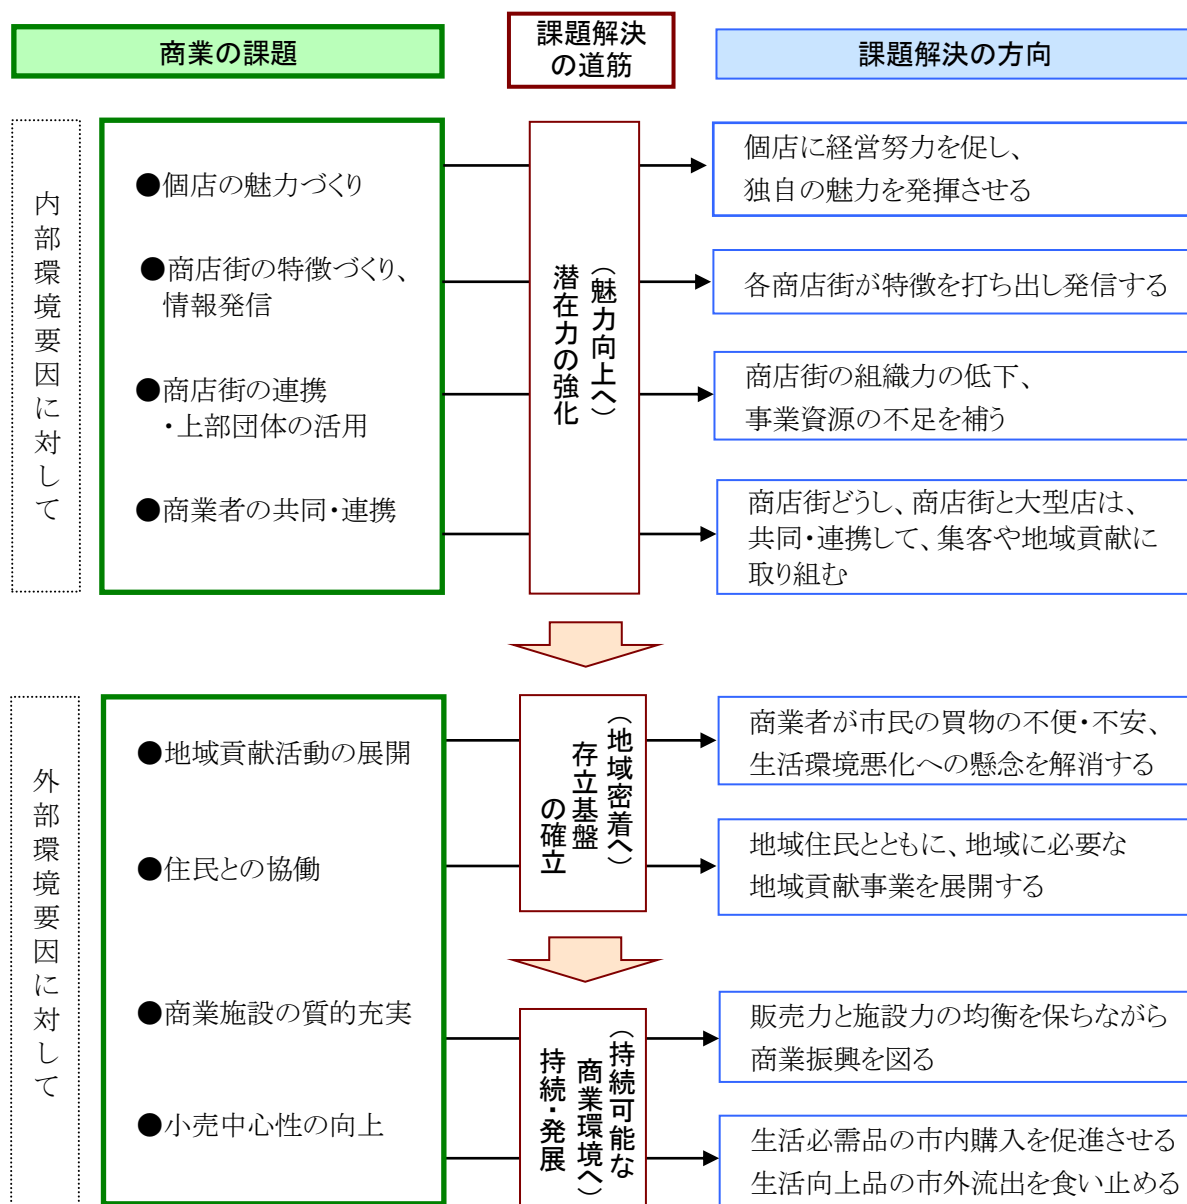 商業の課題
課題解決
の道筋
課題解決の方向
内部環境要因に対して
●個店の魅力づくり
●商店街の特徴づくり、
情報発信
●商店街の連携
・上部団体の活用
●商業者の共同・連携
（魅力向上へ）
潜在力の強化
個店に経営努力を促し、
独自の魅力を発揮させる
各商店街が特徴を打ち出し発信する
商店街の組織力の低下、
事業資源の不足を補う
商店街どうし、商店街と大型店は、
共同・連携して、集客や地域貢献に
取り組む
外部環境要因に対して
●地域貢献活動の展開
●住民との協働
●商業施設の質的充実
●小売中心性の向上
（地域密着へ）
存立基盤
の確立
商業者が市民の買物の不便・不安、
生活環境悪化への懸念を解消する
地域住民とともに、地域に必要な
地域貢献事業を展開する
（持続可能な
商業環境へ）
持続・発展
販売力と施設力の均衡を保ちながら
商業振興を図る
生活必需品の市内購入を促進させる
生活向上品の市外流出を食い止める